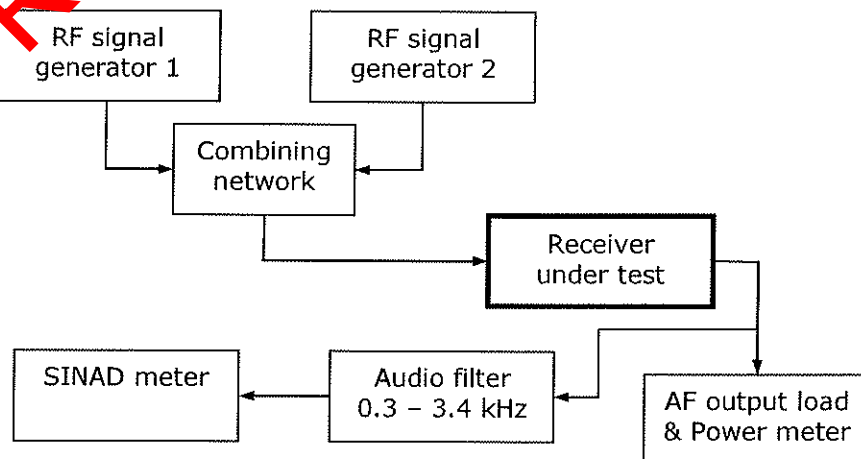 RF signal
generator 1
RF signal
generator 2
Combining
network
Receiver
under test
SINAD meter
Audio filter
0.3 – 3.4 kHz
AF output load
& Power meter